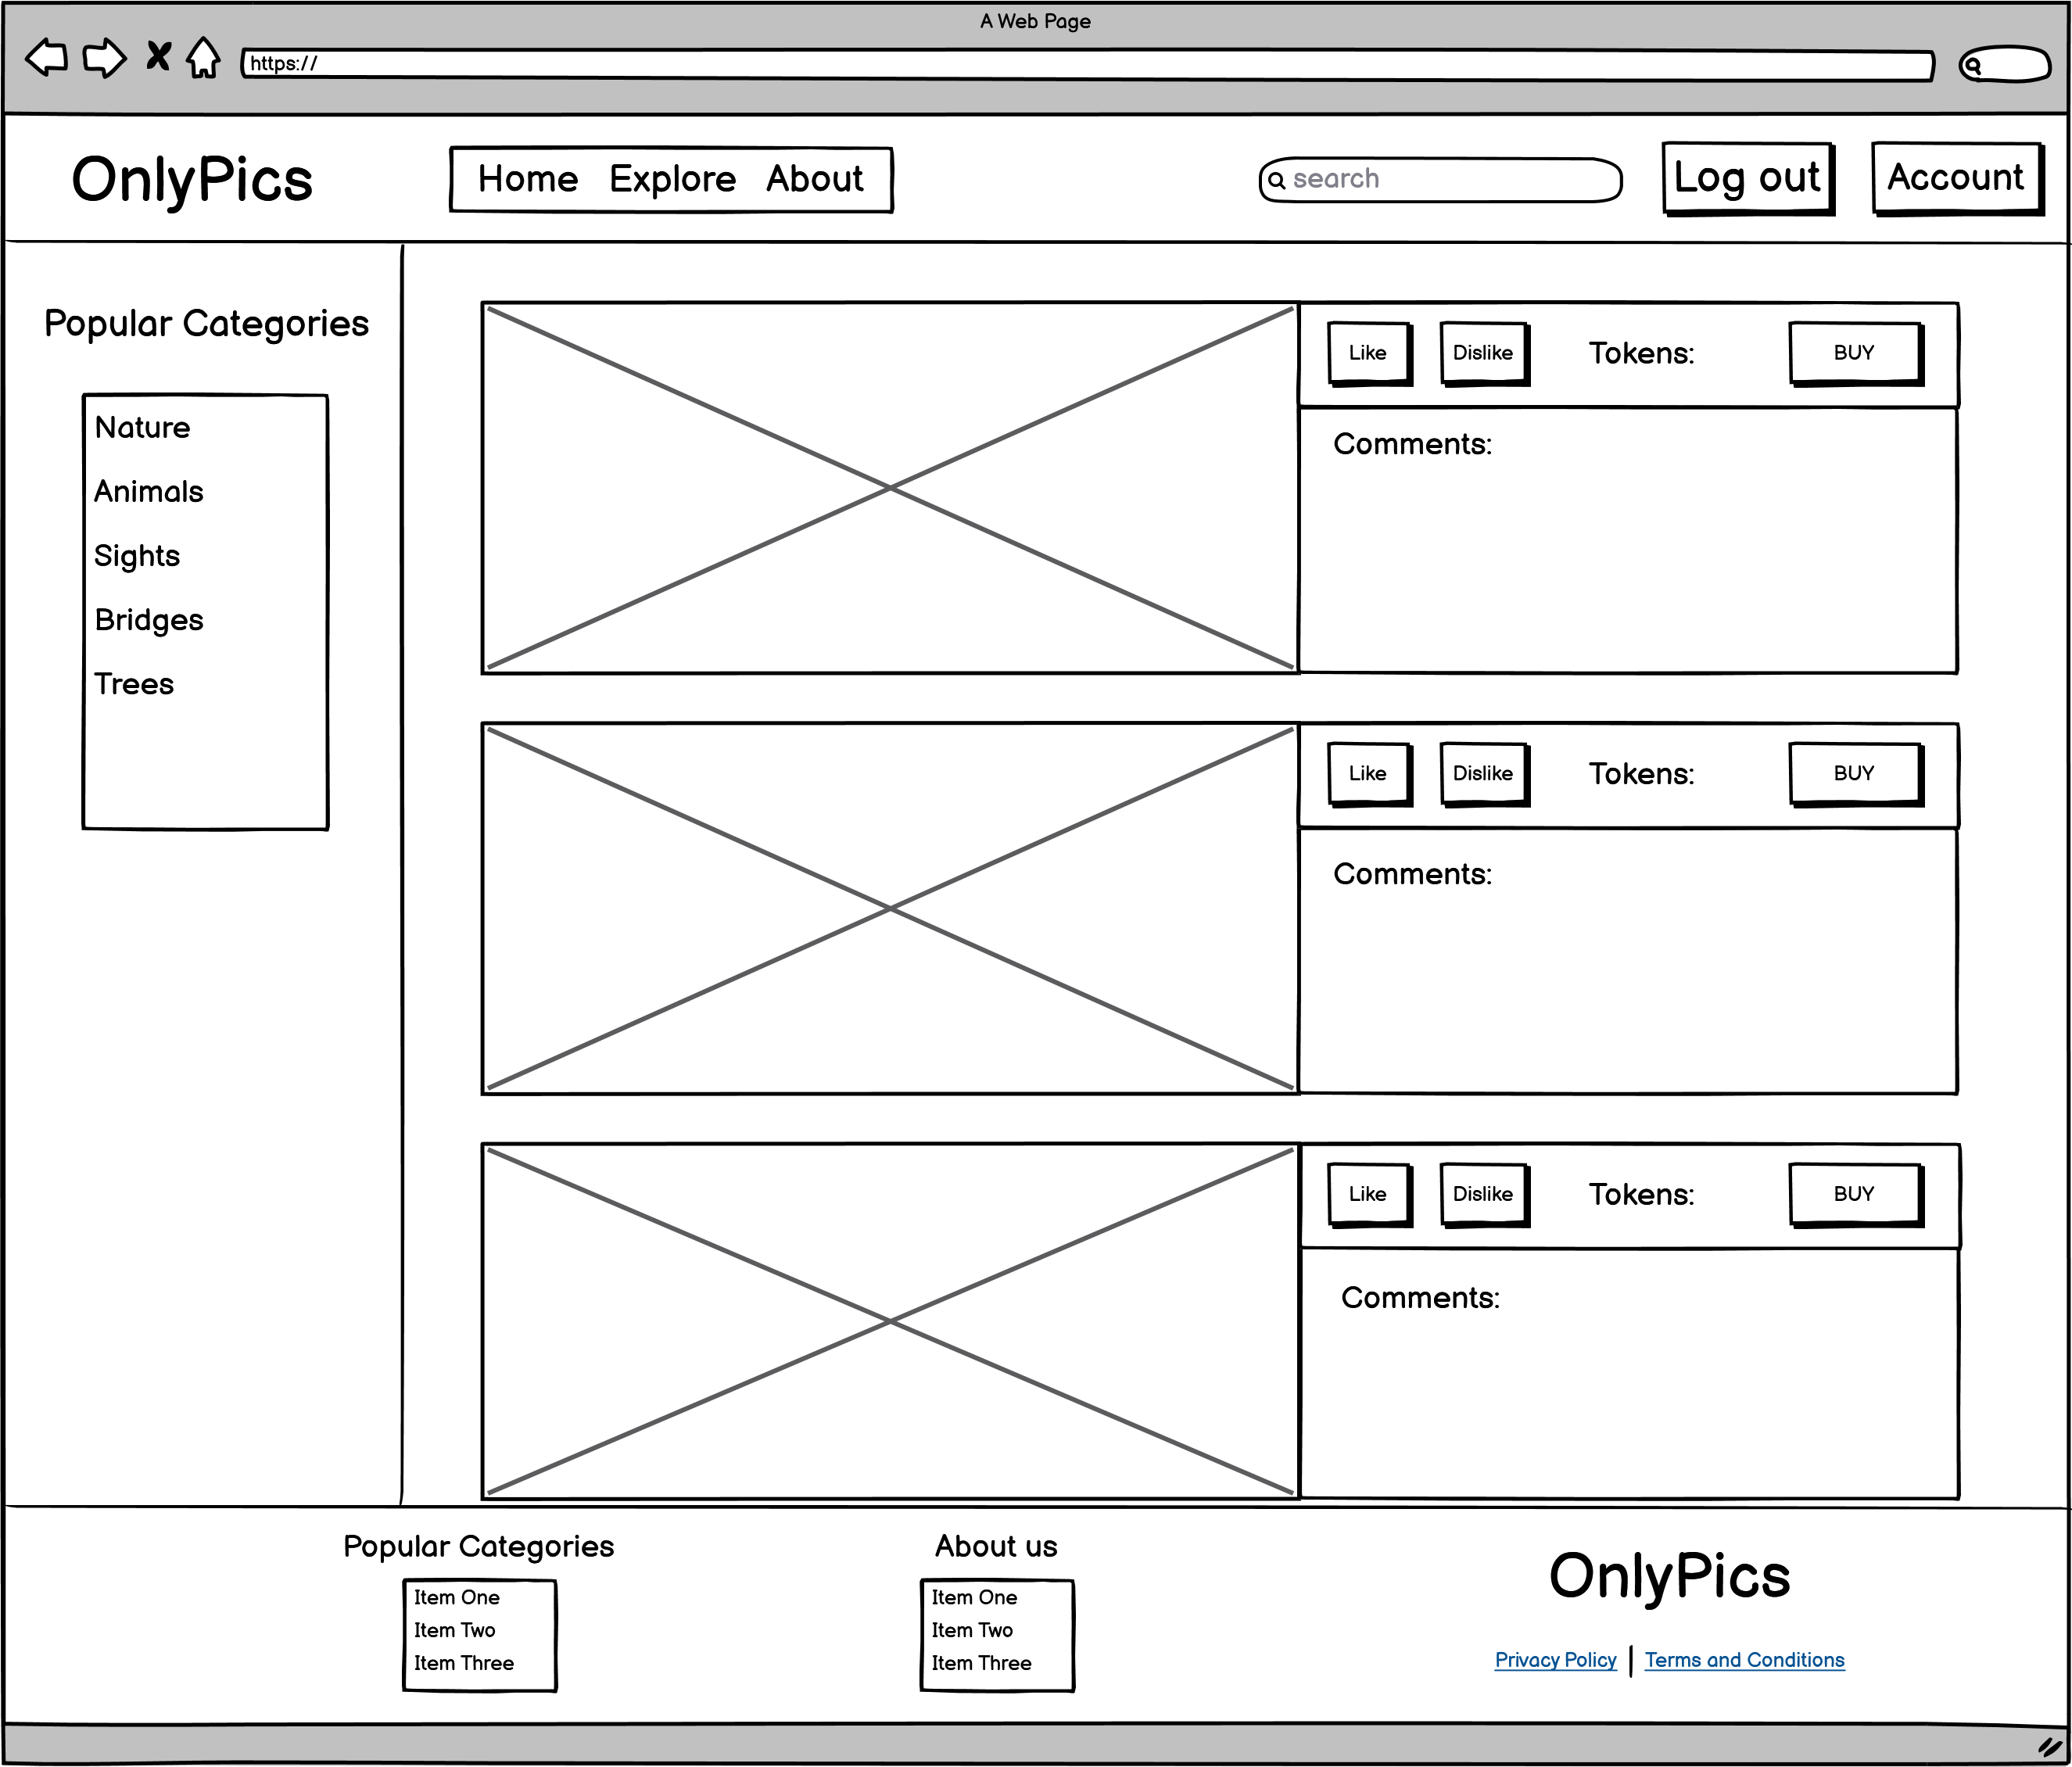 A Web Page
https://
OnlyPics
Home Explore About
search
Log out
Account
Popular Categories
Nature
Animals
Sights
Bridges
Trees
Like
Dislike
Tokens:
BUY
Comments:
Like
Dislike
Tokens:
BUY
Comments:
Like
Dislike
Tokens:
BUY
Comments:
Popular Categories
Item One
Item Two
Item Three
About us
Item One
Item Two
Item Three
OnlyPics
Privacy Policy | Terms and Conditions